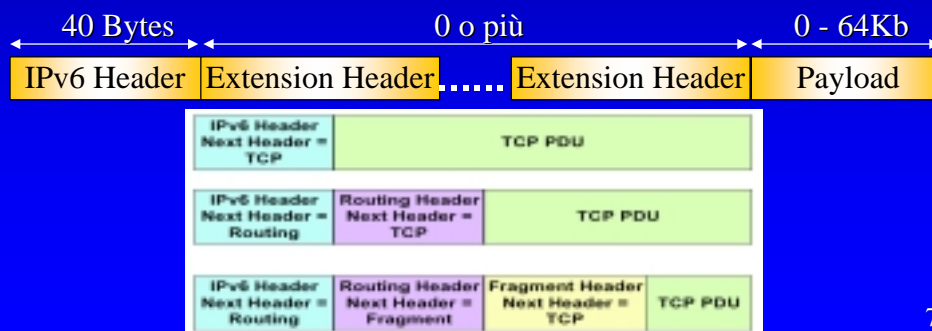 40 Bytes 0 o più 0 - 64Kb
IPv6 Header Extension Header ...... Extension Header Payload
IPv6 Header
Next Header =
TCP
TCP PDU
IPv6 Header
Next Header =
Routing
Routing Header
Next Header =
TCP
TCP PDU
IPv6 Header
Next Header =
Routing
Routing Header
Next Header =
Fragment
Fragment Header
Next Header =
TCP
TCP PDU
7